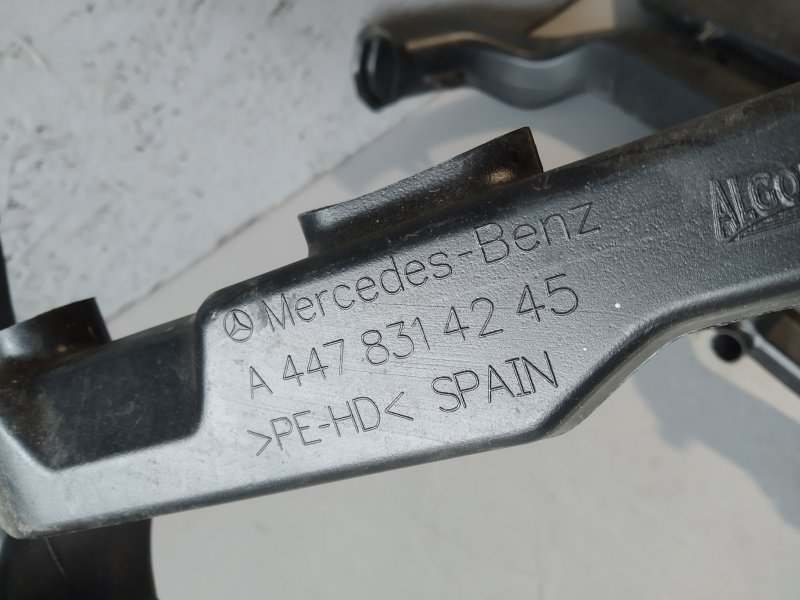 Mercedes-Benz
A 447 831 42 45
>PE-HD< SPAIN